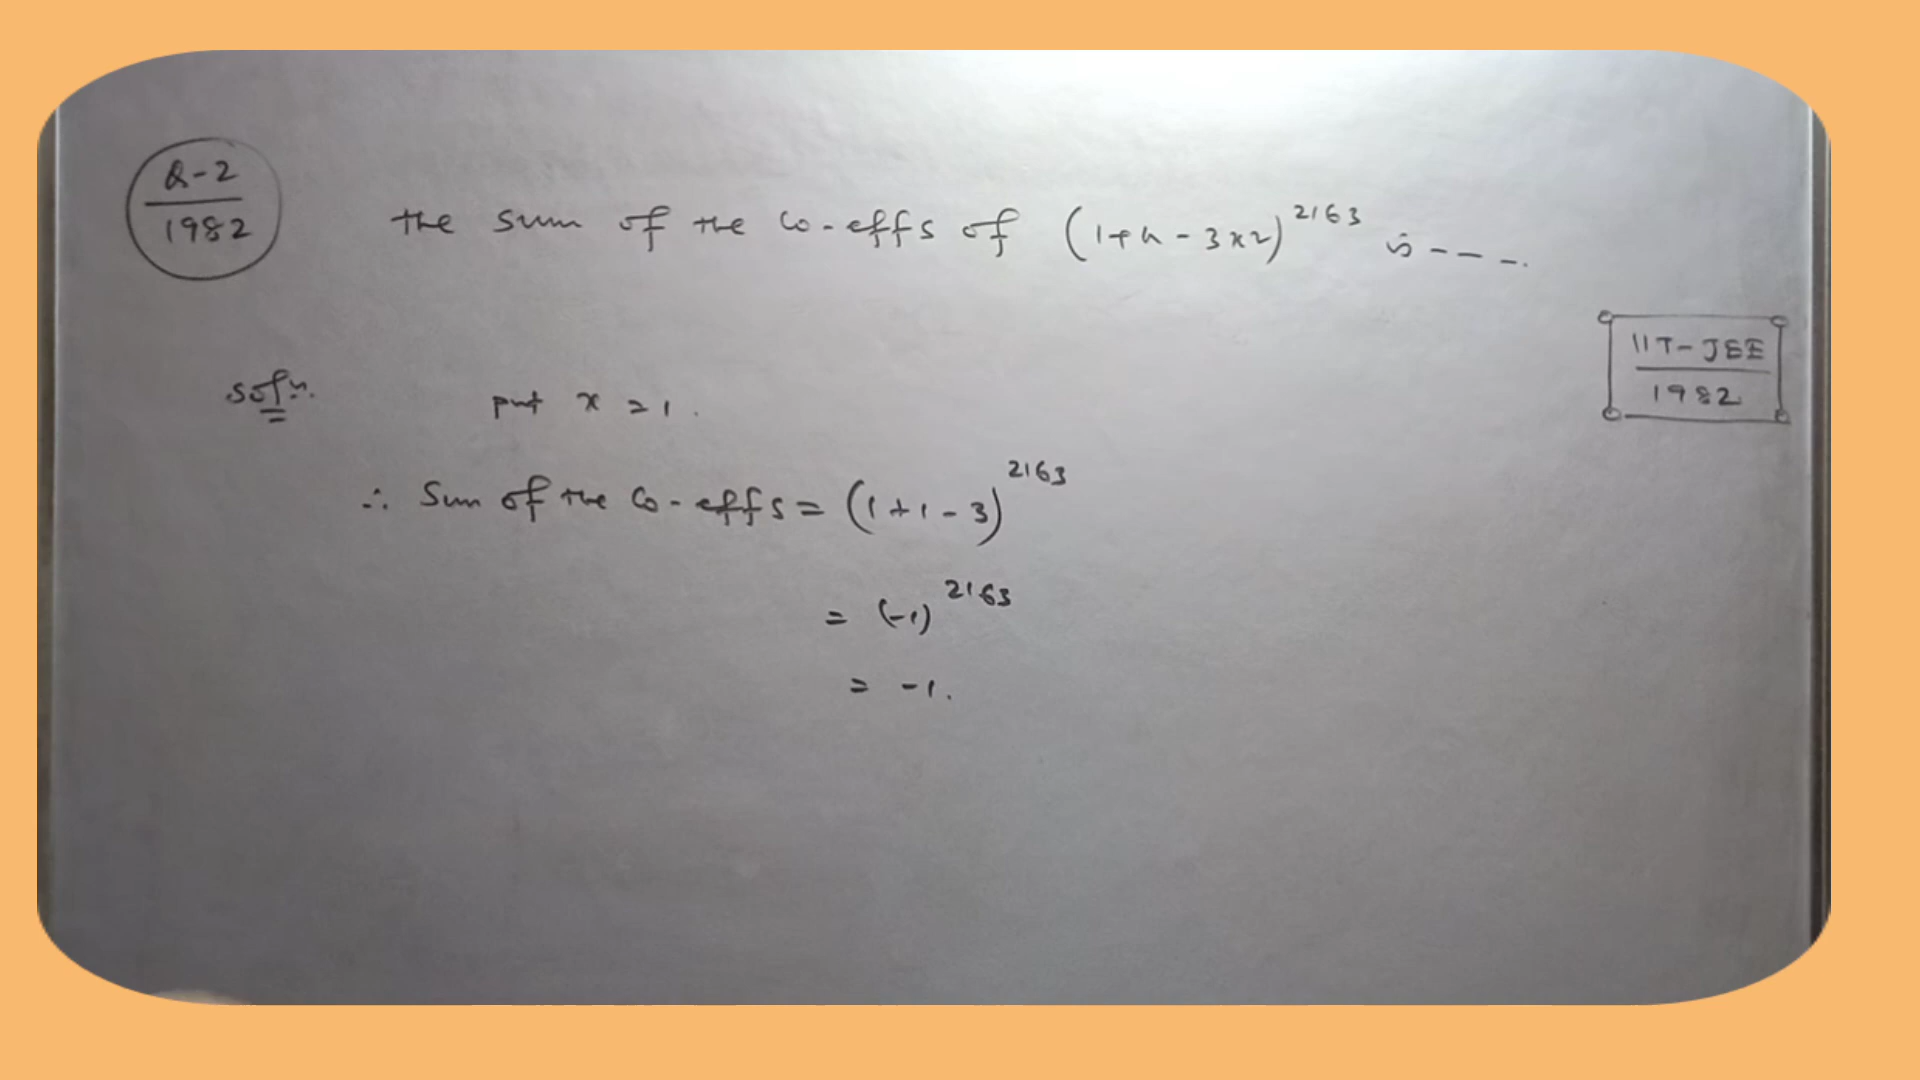 Q-2
1982
the sum of the co-effs of (1+x-3x2)^2163 is ----.
IIT-JEE
1982
Sol^n.
put x=1.
∴ Sum of the co-effs = (1+1-3)^2163
= (-1)^2163
= -1.